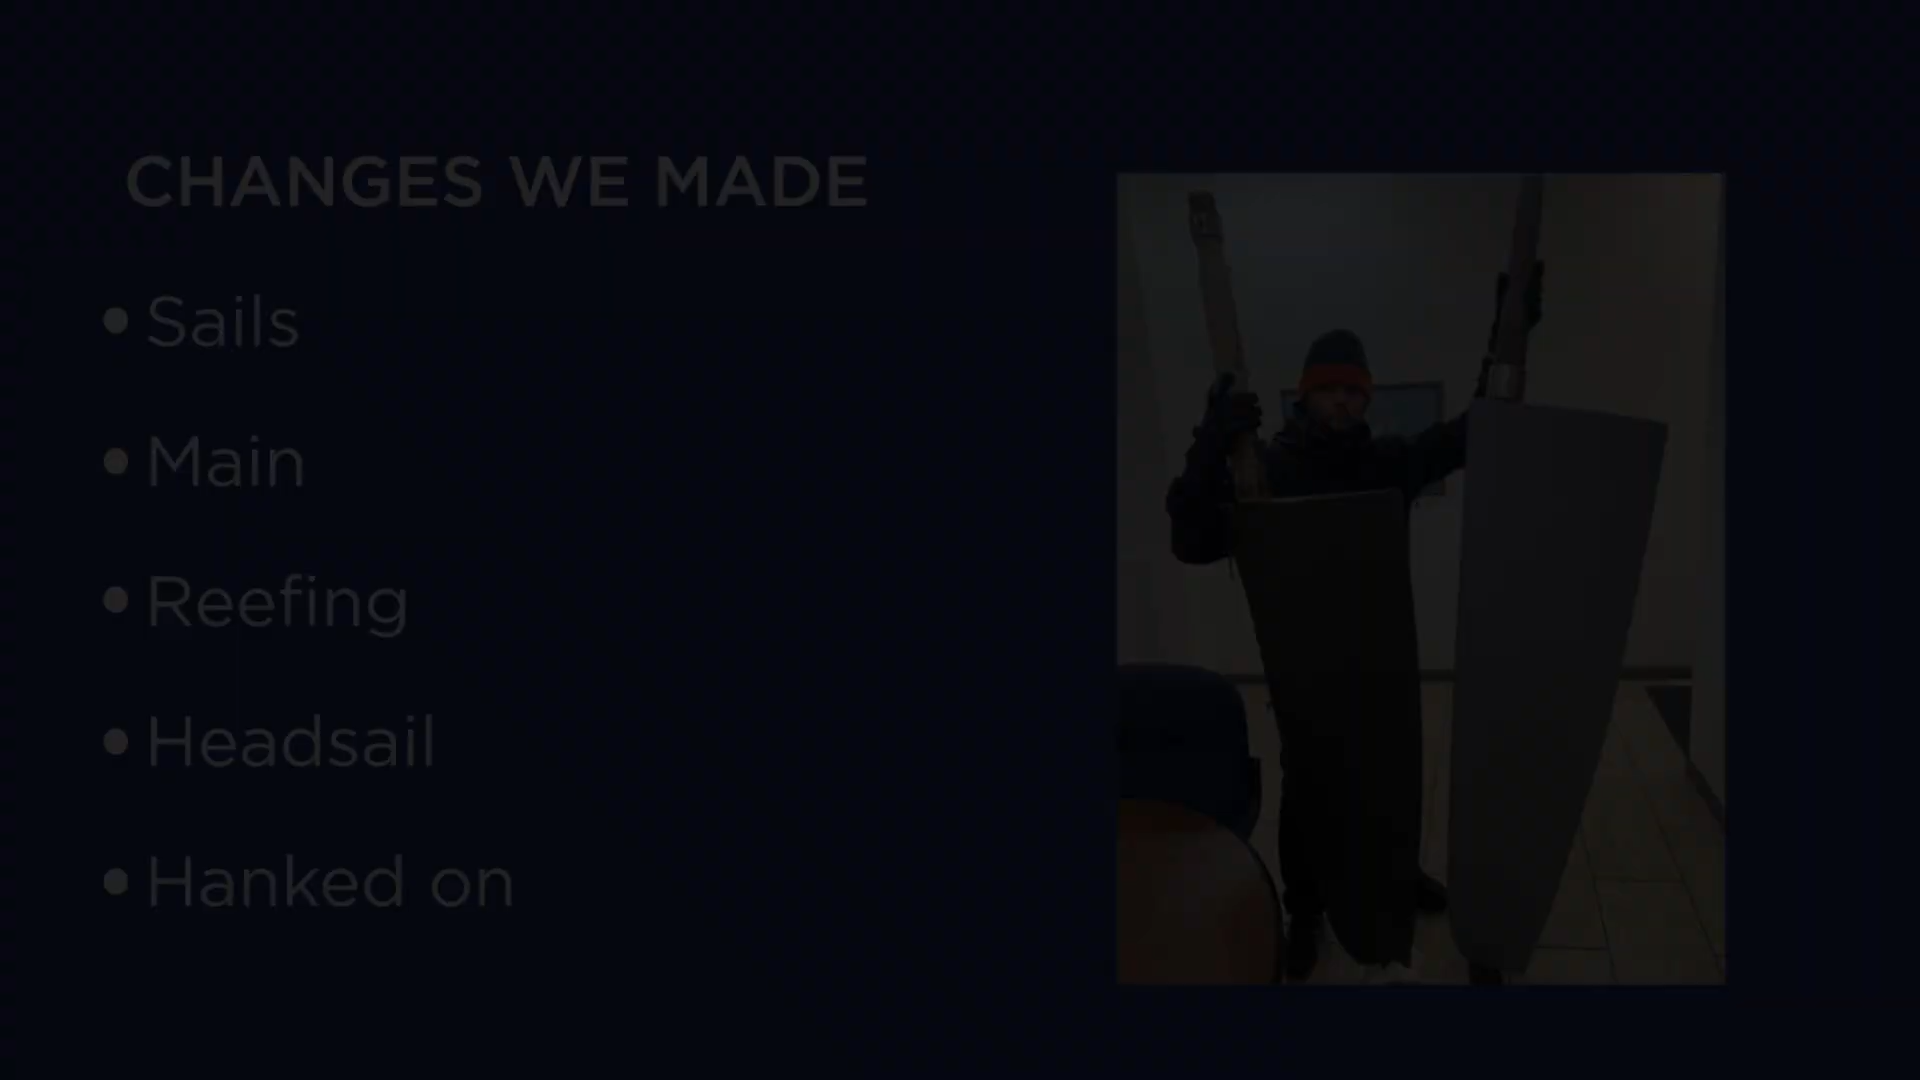 CHANGES WE MADE
• Sails
• Main
• Reefing
• Headsail
• Hanked on